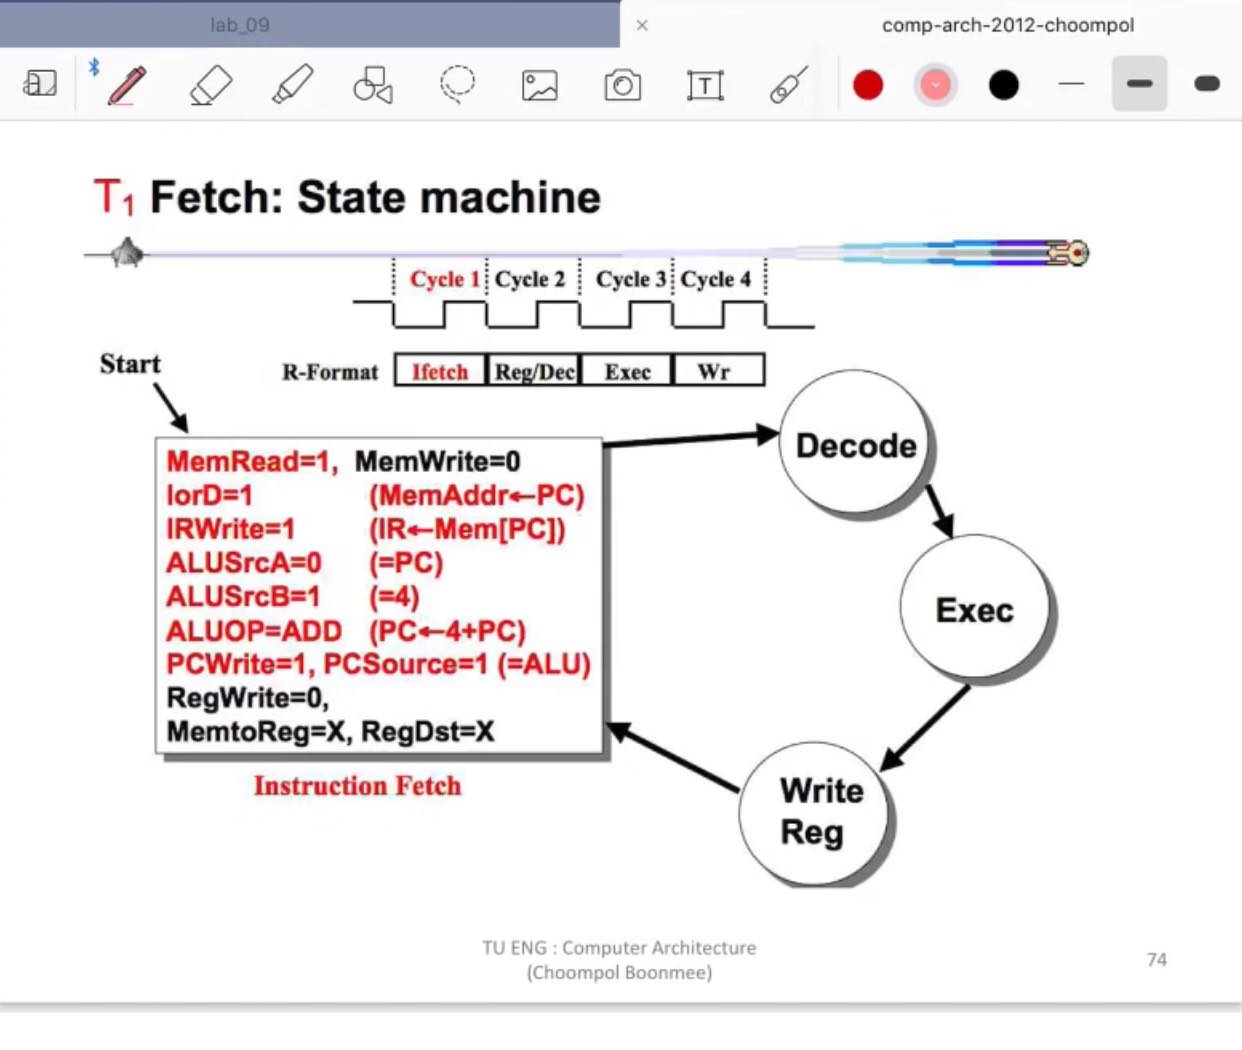 lab_09
× comp-arch-2012-choompol
T₁ Fetch: State machine
Cycle 1 Cycle 2 Cycle 3 Cycle 4
Start
R-Format Ifetch Reg/Dec Exec Wr
MemRead=1, MemWrite=0
IorD=1 (MemAddr←PC)
IRWrite=1 (IR←Mem[PC])
ALUSrcA=0 (=PC)
ALUSrcB=1 (=4)
ALUOP=ADD (PC←4+PC)
PCWrite=1, PCSource=1 (=ALU)
RegWrite=0,
MemtoReg=X, RegDst=X
Instruction Fetch
Decode
Exec
Write
Reg
TU ENG : Computer Architecture
(Choompol Boonmee)
74